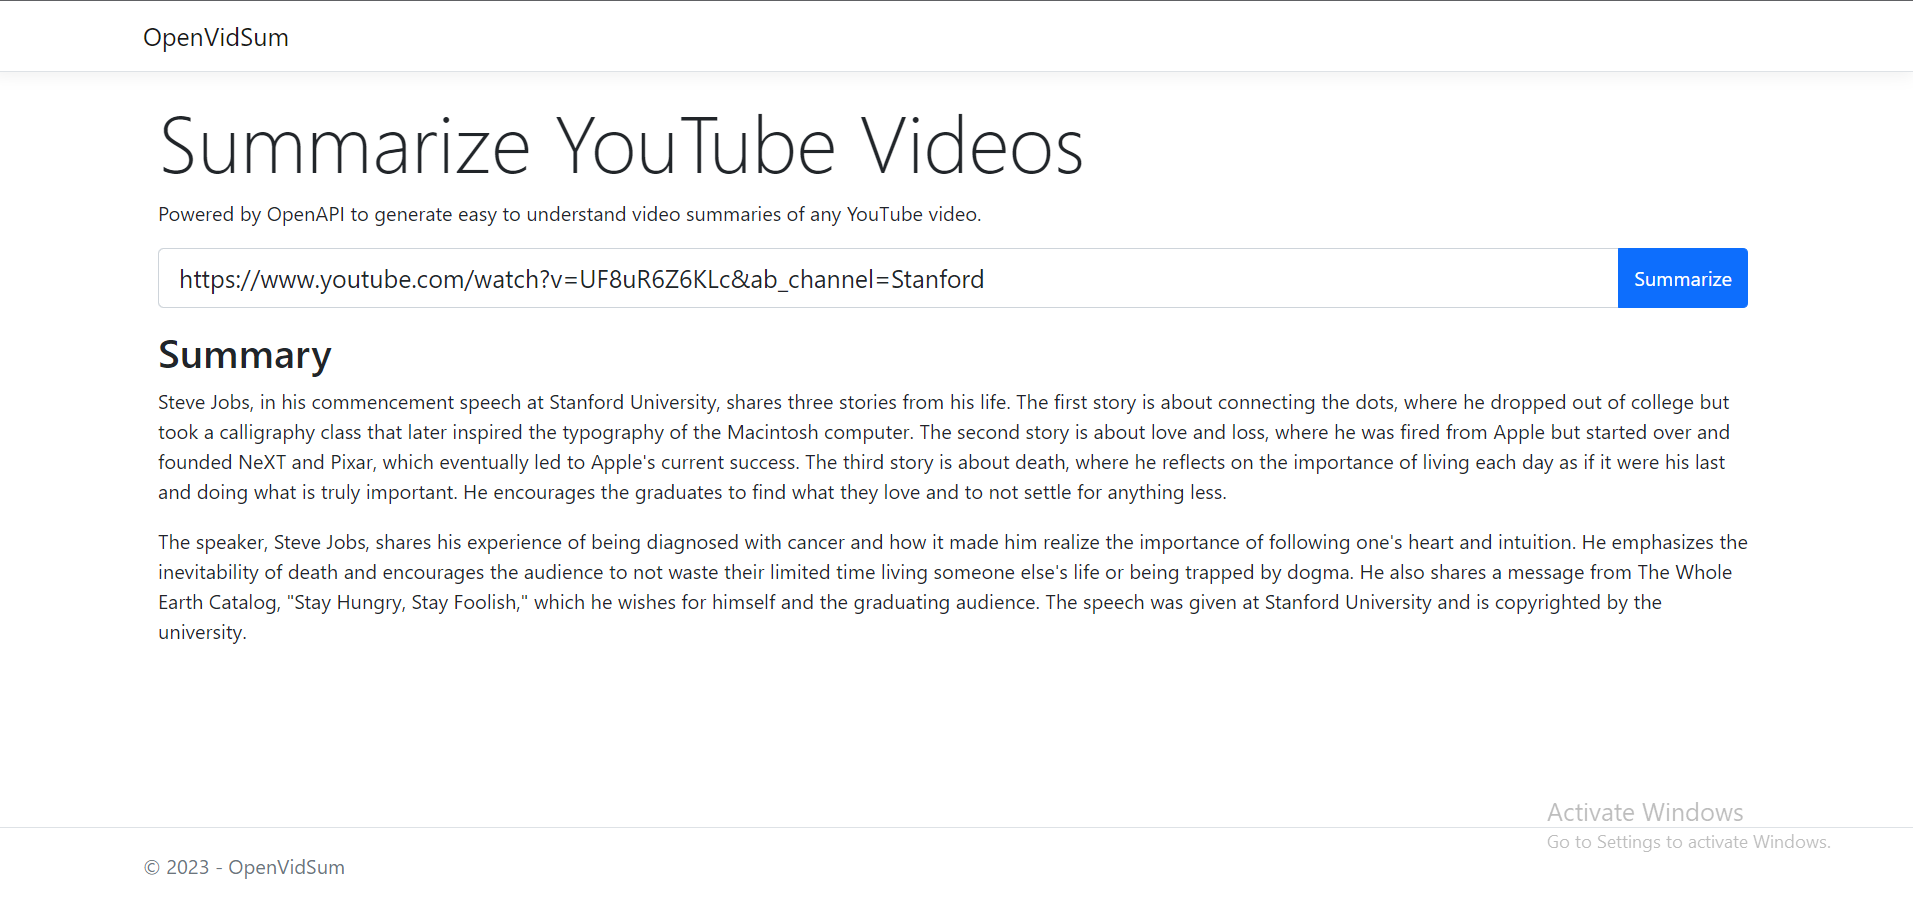 OpenVidSum
Summarize YouTube Videos
Powered by OpenAPI to generate easy to understand video summaries of any YouTube video.
https://www.youtube.com/watch?v=UF8uR6Z6KLc&ab_channel=Stanford
Summarize
Summary
Steve Jobs, in his commencement speech at Stanford University, shares three stories from his life. The first story is about connecting the dots, where he dropped out of college but
took a calligraphy class that later inspired the typography of the Macintosh computer. The second story is about love and loss, where he was fired from Apple but started over and
founded NeXT and Pixar, which eventually led to Apple's current success. The third story is about death, where he reflects on the importance of living each day as if it were his last
and doing what is truly important. He encourages the graduates to find what they love and to not settle for anything less.
The speaker, Steve Jobs, shares his experience of being diagnosed with cancer and how it made him realize the importance of following one's heart and intuition. He emphasizes the
inevitability of death and encourages the audience to not waste their limited time living someone else's life or being trapped by dogma. He also shares a message from The Whole
Earth Catalog, "Stay Hungry, Stay Foolish," which he wishes for himself and the graduating audience. The speech was given at Stanford University and is copyrighted by the
university.
Activate Windows
Go to Settings to activate Windows.
© 2023 - OpenVidSum